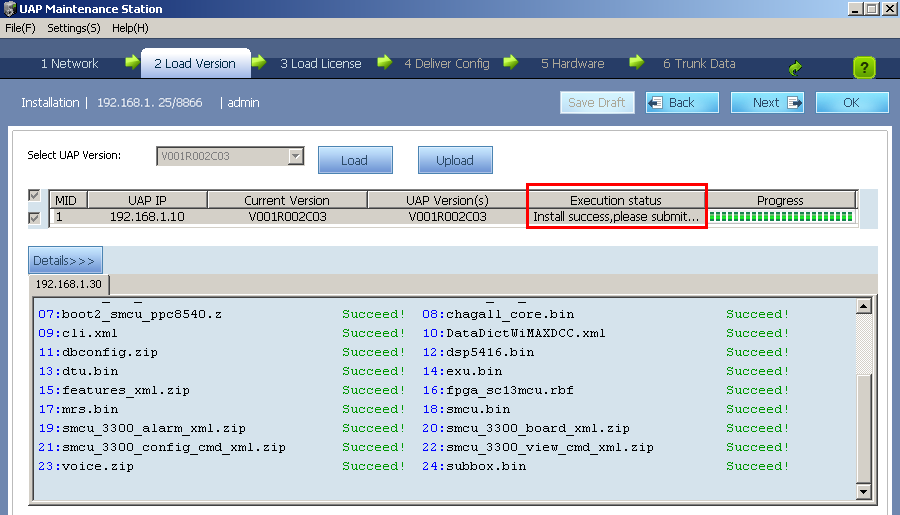 UAP Maintenance Station
File(F) Settings(S) Help(H)
1 Network 2 Load Version 3 Load License 4 Deliver Config 5 Hardware 6 Trunk Data ?
Installation | 192.168.1. 25/8866 | admin Save Draft Back Next OK
Select UAP Version: V001R002C03 Load Upload
MID UAP IP Current Version UAP Version(s) Execution status Progress
1 192.168.1.10 V001R002C03 V001R002C03 Install success,please submit...
Details>>>
192.168.1.30
07:boot2_smcu_ppc8540.z Succeed! 08:chagall_core.bin Succeed!
09:cli.xml Succeed! 10:DataDictWiMAXDCC.xml Succeed!
11:dbconfig.zip Succeed! 12:dsp5416.bin Succeed!
13:dtu.bin Succeed! 14:exu.bin Succeed!
15:features_xml.zip Succeed! 16:fpga_sc13mcu.rbf Succeed!
17:mrs.bin Succeed! 18:smcu.bin Succeed!
19:smcu_3300_alarm_xml.zip Succeed! 20:smcu_3300_board_xml.zip Succeed!
21:smcu_3300_config_cmd_xml.zip Succeed! 22:smcu_3300_view_cmd_xml.zip Succeed!
23:voice.zip Succeed! 24:subbox.bin Succeed!